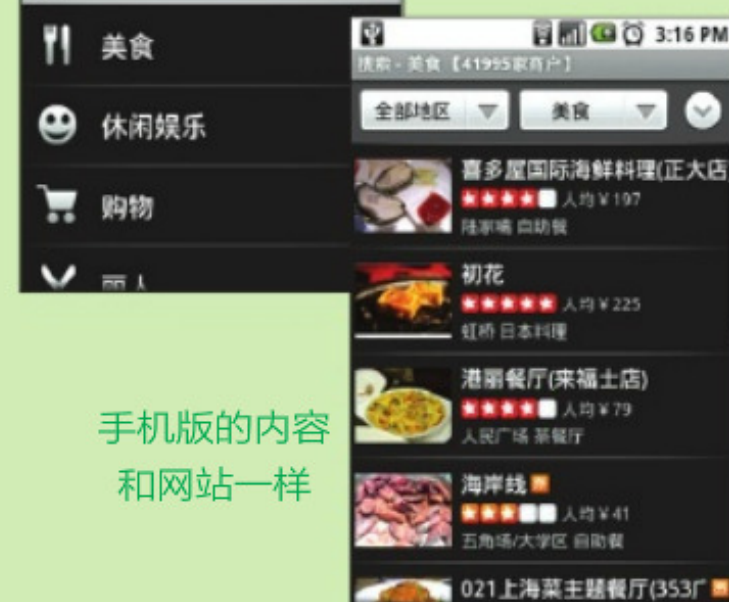 美食
休闲娱乐
购物
丽人
3:16 PM
搜索 - 美食【41995家商户】
全部地区
美食
喜多屋国际海鲜料理(正大店
人均￥197
陆家嘴 自助餐
初花
人均￥225
虹桥 日本料理
港丽餐厅(来福士店)
人均￥79
人民广场 茶餐厅
海岸线
人均￥41
五角场/大学区 自助餐
021上海菜主题餐厅(353广
手机版的内容
和网站一样